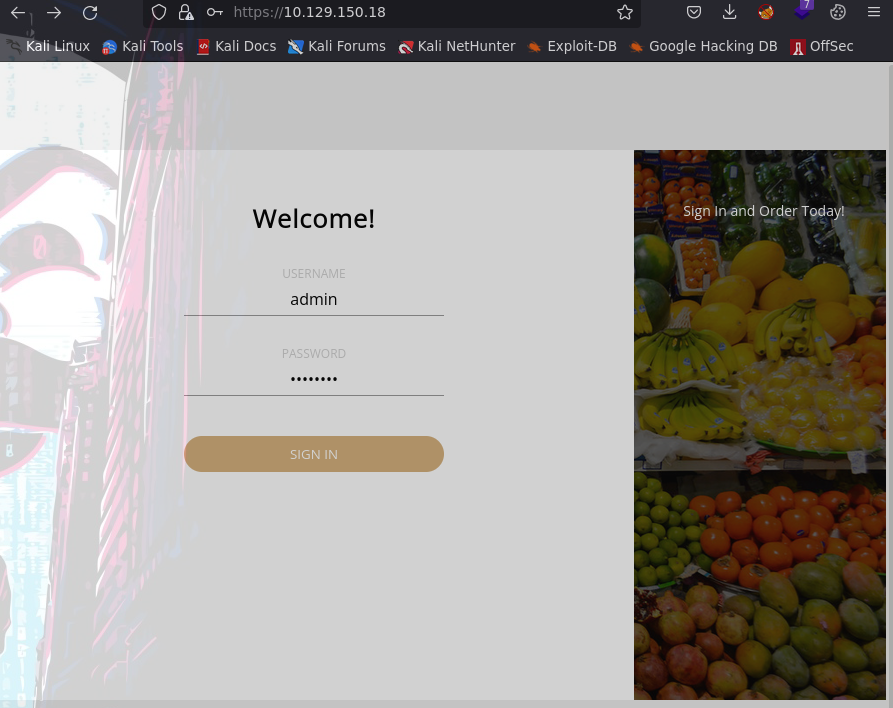 https://10.129.150.18
7
Kali Linux Kali Tools Kali Docs Kali Forums Kali NetHunter Exploit-DB Google Hacking DB OffSec
Welcome!
USERNAME
admin
PASSWORD
••••••••
SIGN IN
Sign In and Order Today!